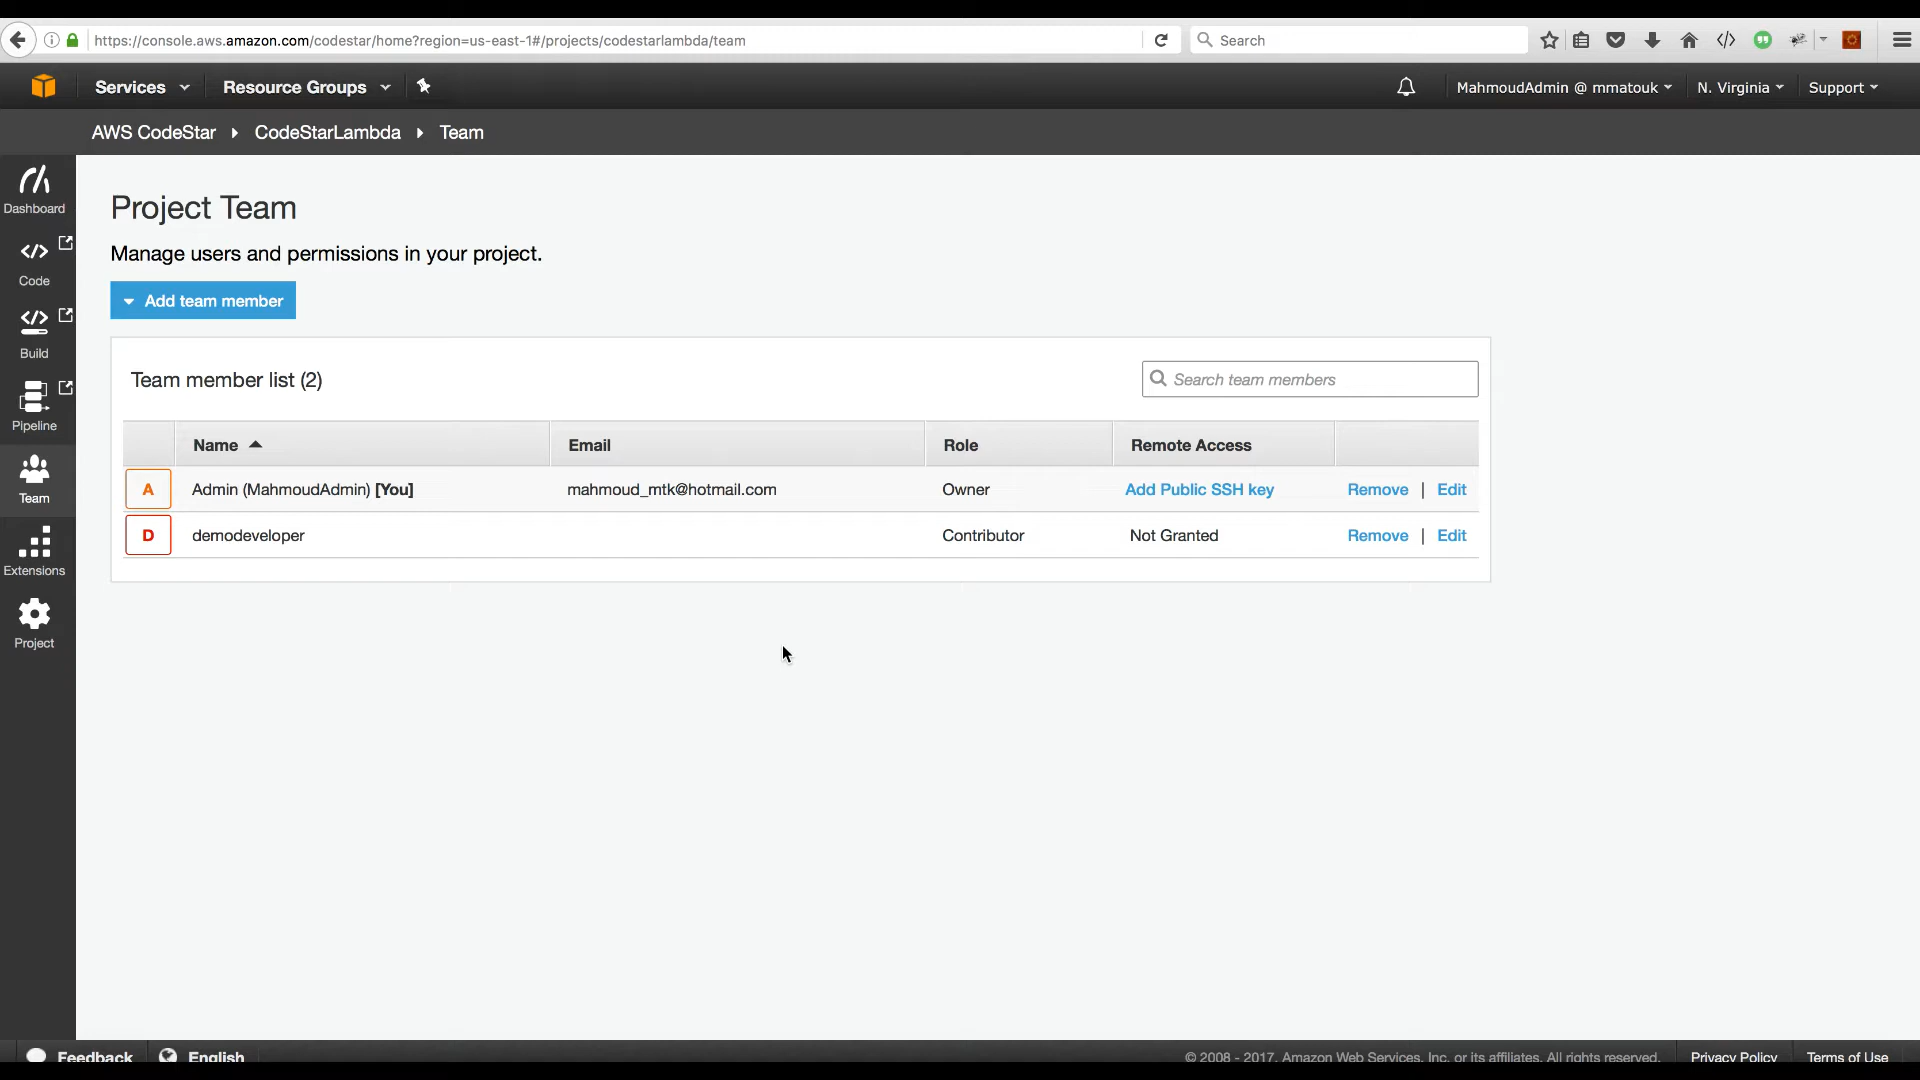 https://console.aws.amazon.com/codestar/home?region=us-east-1#/projects/codestarlambda/team
Search
Services
Resource Groups
MahmoudAdmin @ mmatouk
N. Virginia
Support
AWS CodeStar
CodeStarLambda
Team
Dashboard
Code
Build
Pipeline
Team
Extensions
Project
Project Team
Manage users and permissions in your project.
Add team member
Team member list (2)
Search team members
Name Email Role Remote Access
A Admin (MahmoudAdmin) [You] mahmoud_mtk@hotmail.com Owner Add Public SSH key Remove | Edit
D demodeveloper Contributor Not Granted Remove | Edit
Feedback
English
© 2008 - 2017, Amazon Web Services, Inc. or its affiliates. All rights reserved.
Privacy Policy
Terms of Use